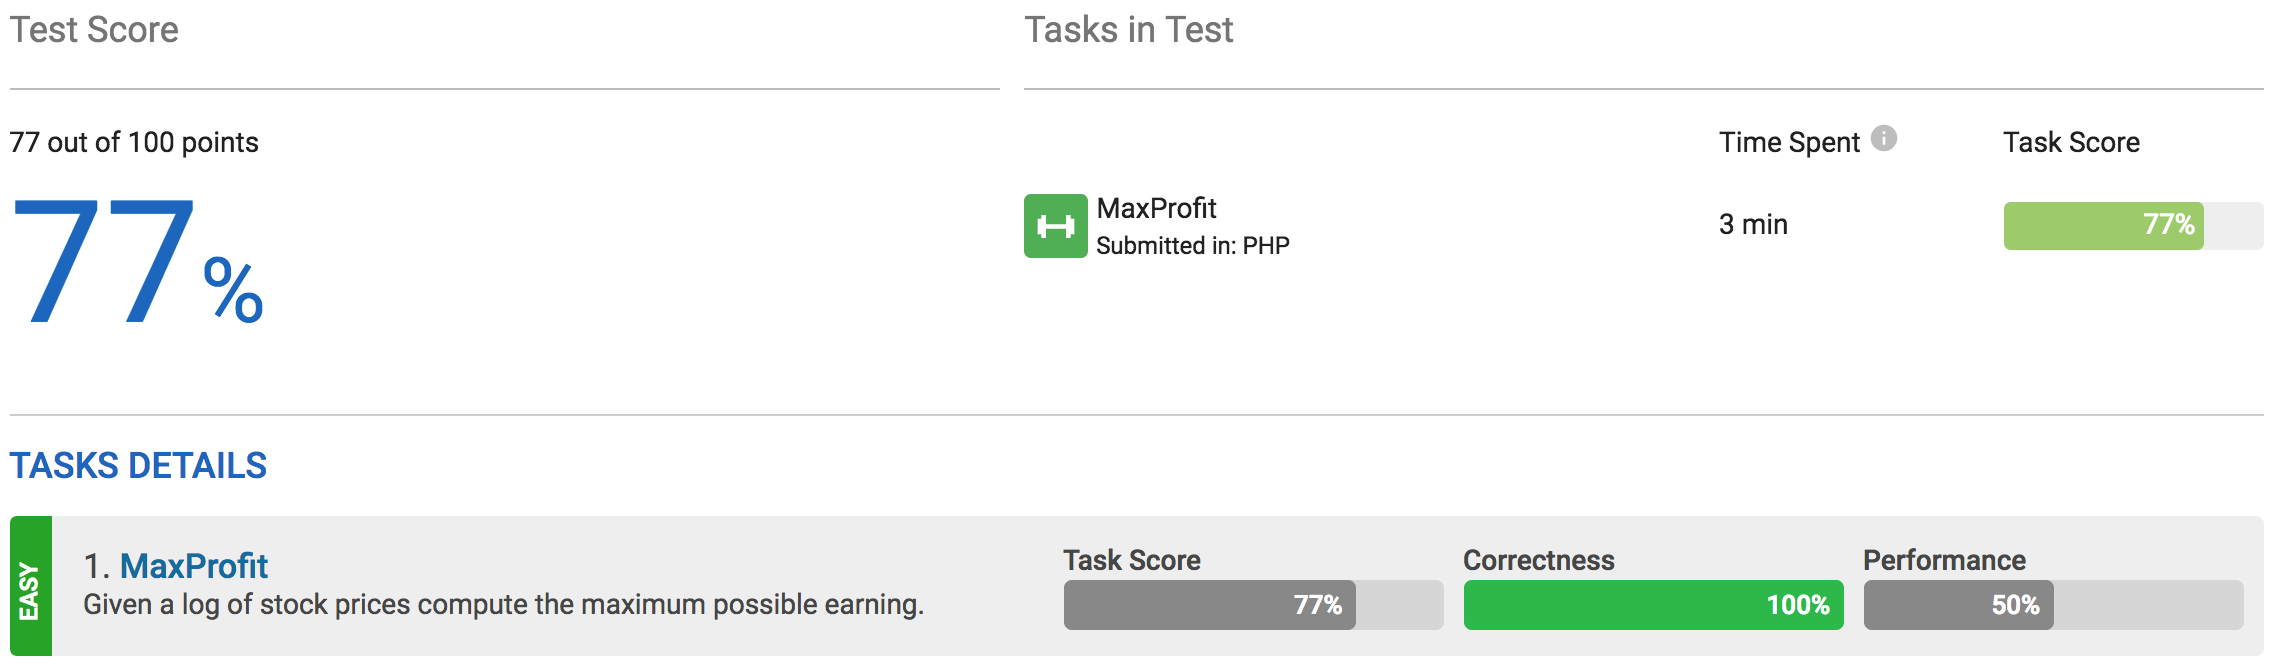 Test Score
77 out of 100 points
77%
Tasks in Test
Time Spent i
Task Score
MaxProfit
Submitted in: PHP
3 min
77%
TASKS DETAILS
EASY
1. MaxProfit
Given a log of stock prices compute the maximum possible earning.
Task Score
77%
Correctness
100%
Performance
50%